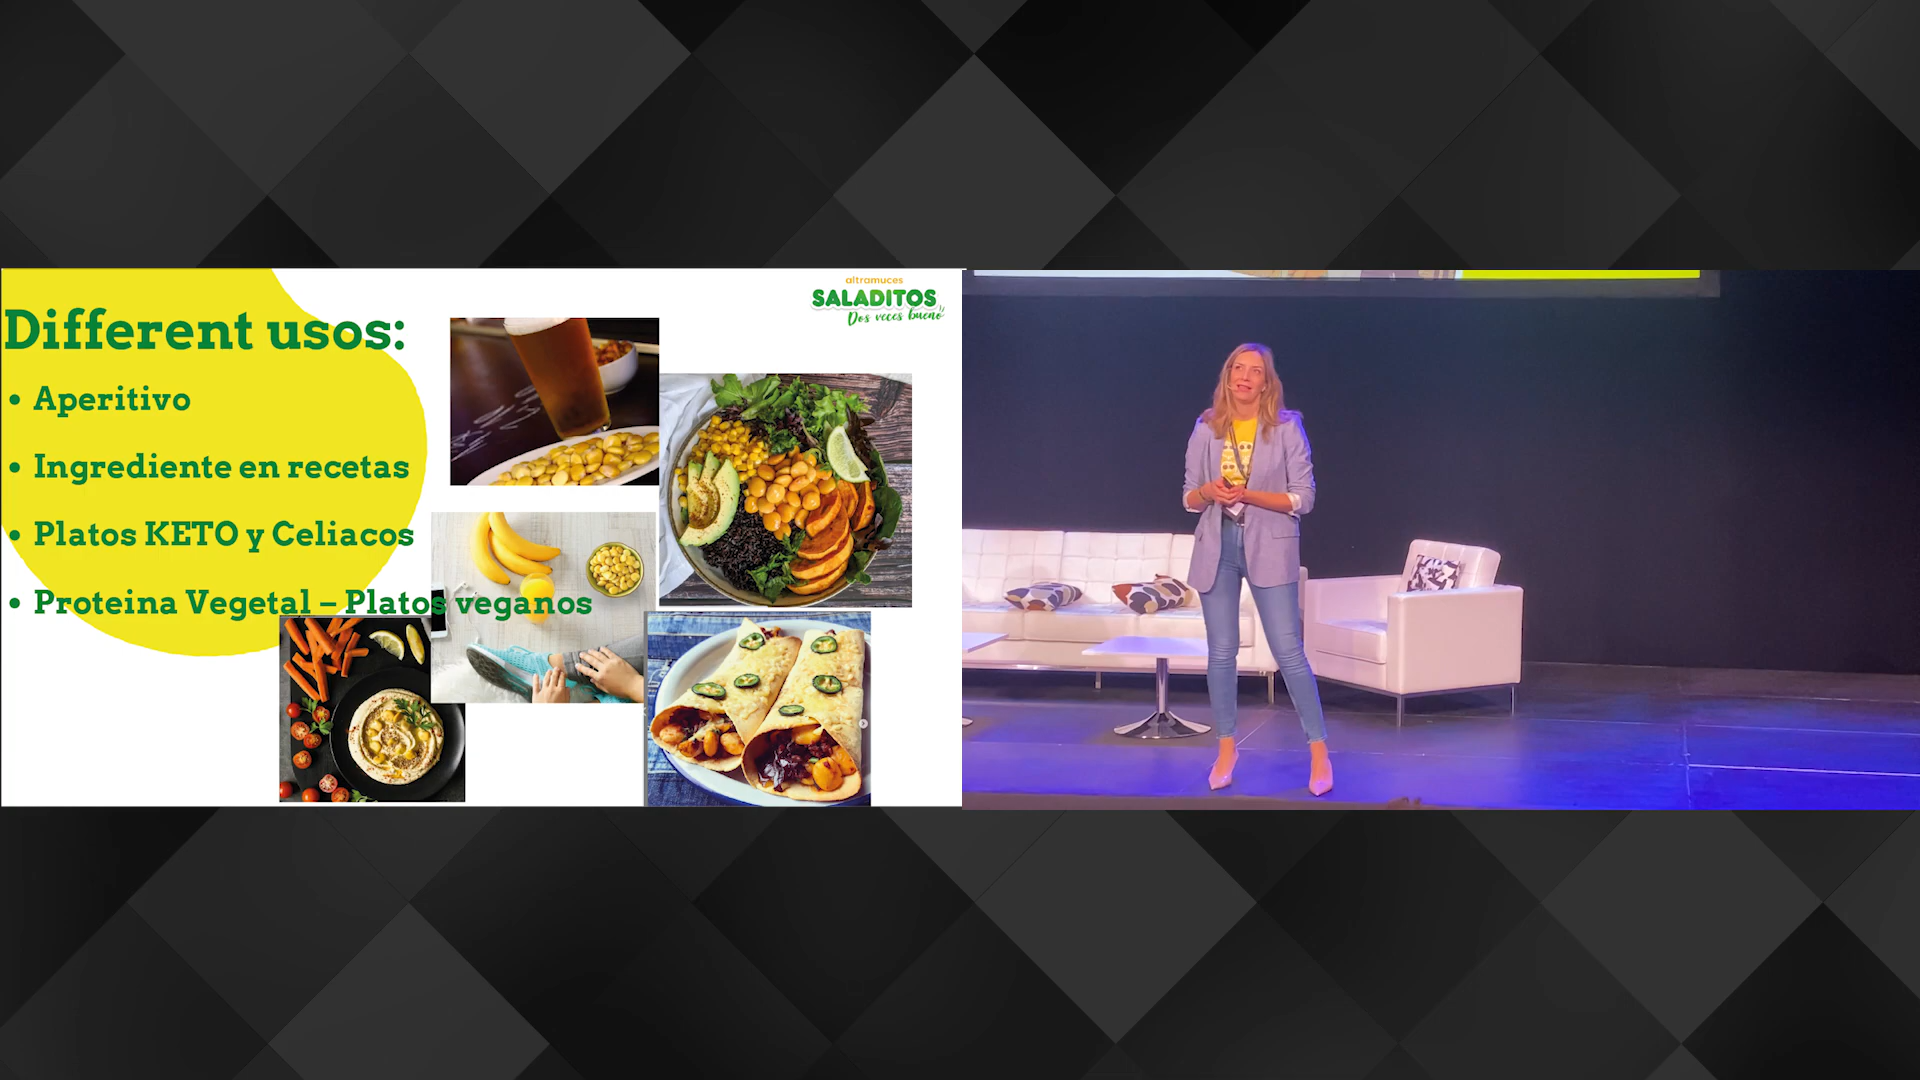 altramuces
SALADITOS
Dos veces bueno
Different usos:
• Aperitivo
• Ingrediente en recetas
• Platos KETO y Celiacos
• Proteina Vegetal – Platos veganos